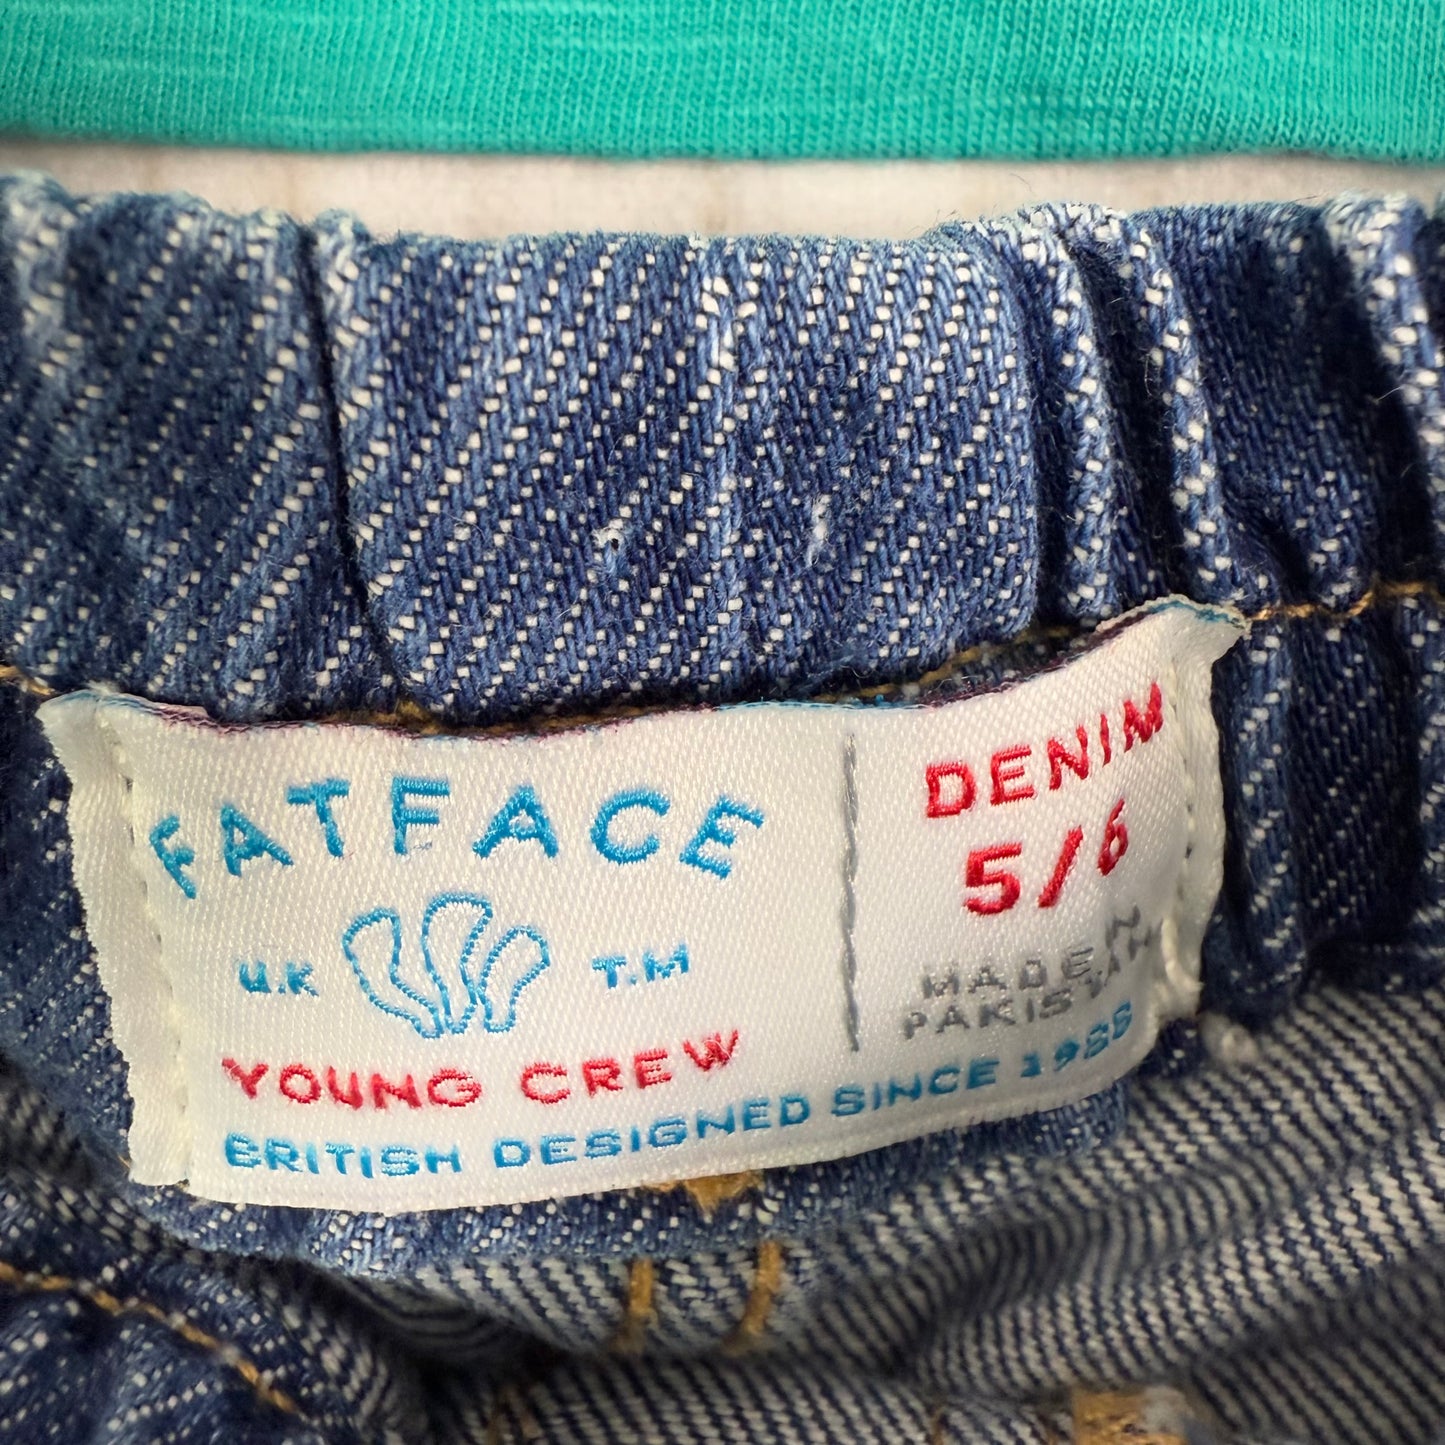 FATFACE
U.K T.M
YOUNG CREW
DENIM
5/6
MADE IN
PAKISTAN
BRITISH DESIGNED SINCE 1988